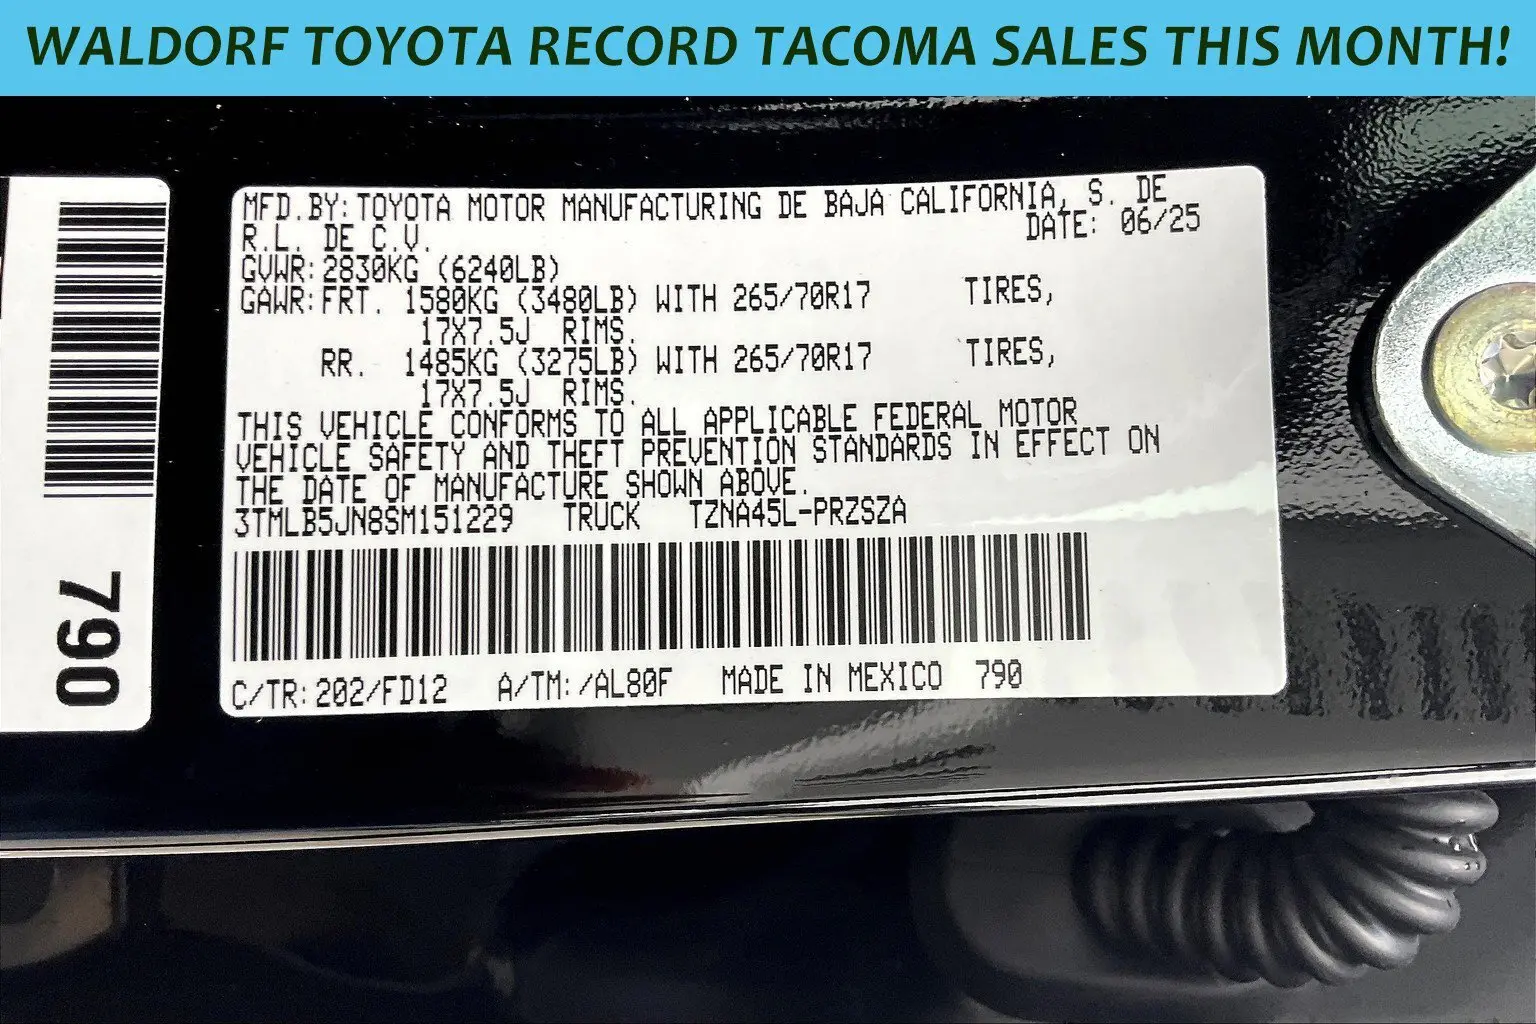 WALDORF TOYOTA RECORD TACOMA SALES THIS MONTH!
MFD.BY:TOYOTA MOTOR MANUFACTURING DE BAJA CALIFORNIA, S. DE
R.L. DE C.V. DATE: 06/25
GVWR:2830KG (6240LB)
GAWR:FRT. 1580KG (3480LB) WITH 265/70R17 TIRES,
17X7.5J RIMS.
RR. 1485KG (3275LB) WITH 265/70R17 TIRES,
17X7.5J RIMS.
THIS VEHICLE CONFORMS TO ALL APPLICABLE FEDERAL MOTOR
VEHICLE SAFETY AND THEFT PREVENTION STANDARDS IN EFFECT ON
THE DATE OF MANUFACTURE SHOWN ABOVE.
3TMLB5JN8SM151229 TRUCK TZNA45L-PRZSZA
C/TR:202/FD12 A/TM:/AL80F MADE IN MEXICO 790
790